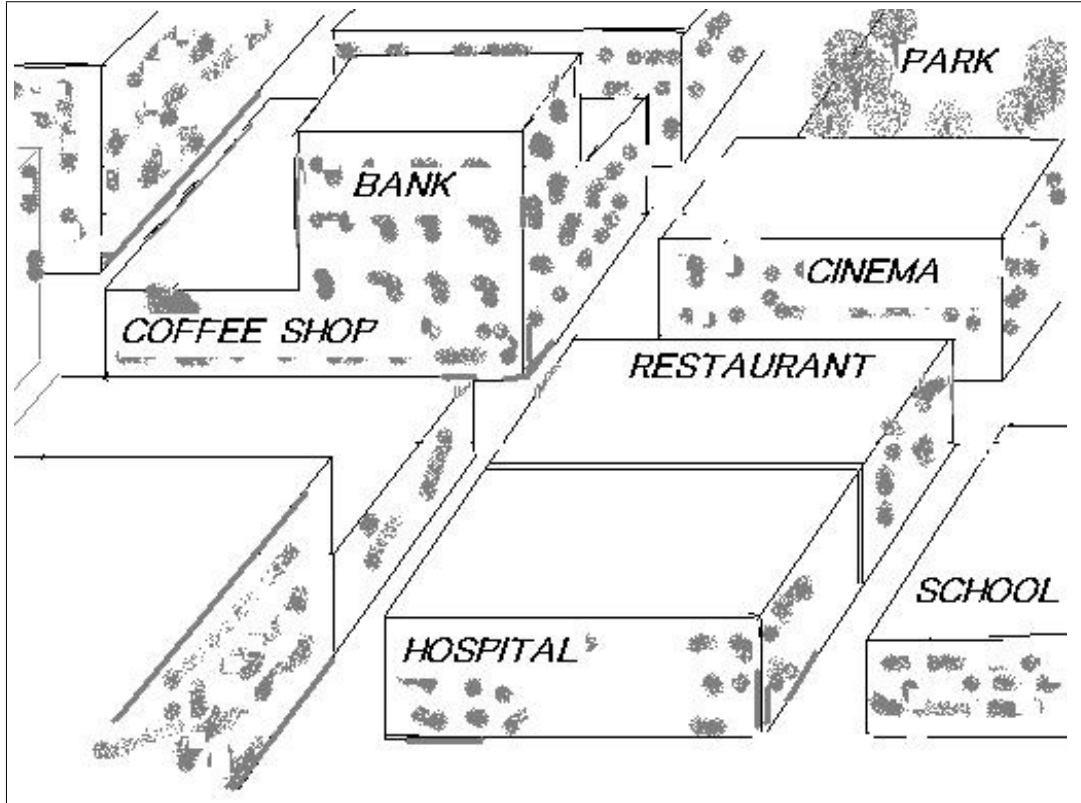 PARK
BANK
CINEMA
COFFEE SHOP
RESTAURANT
SCHOOL
HOSPITAL